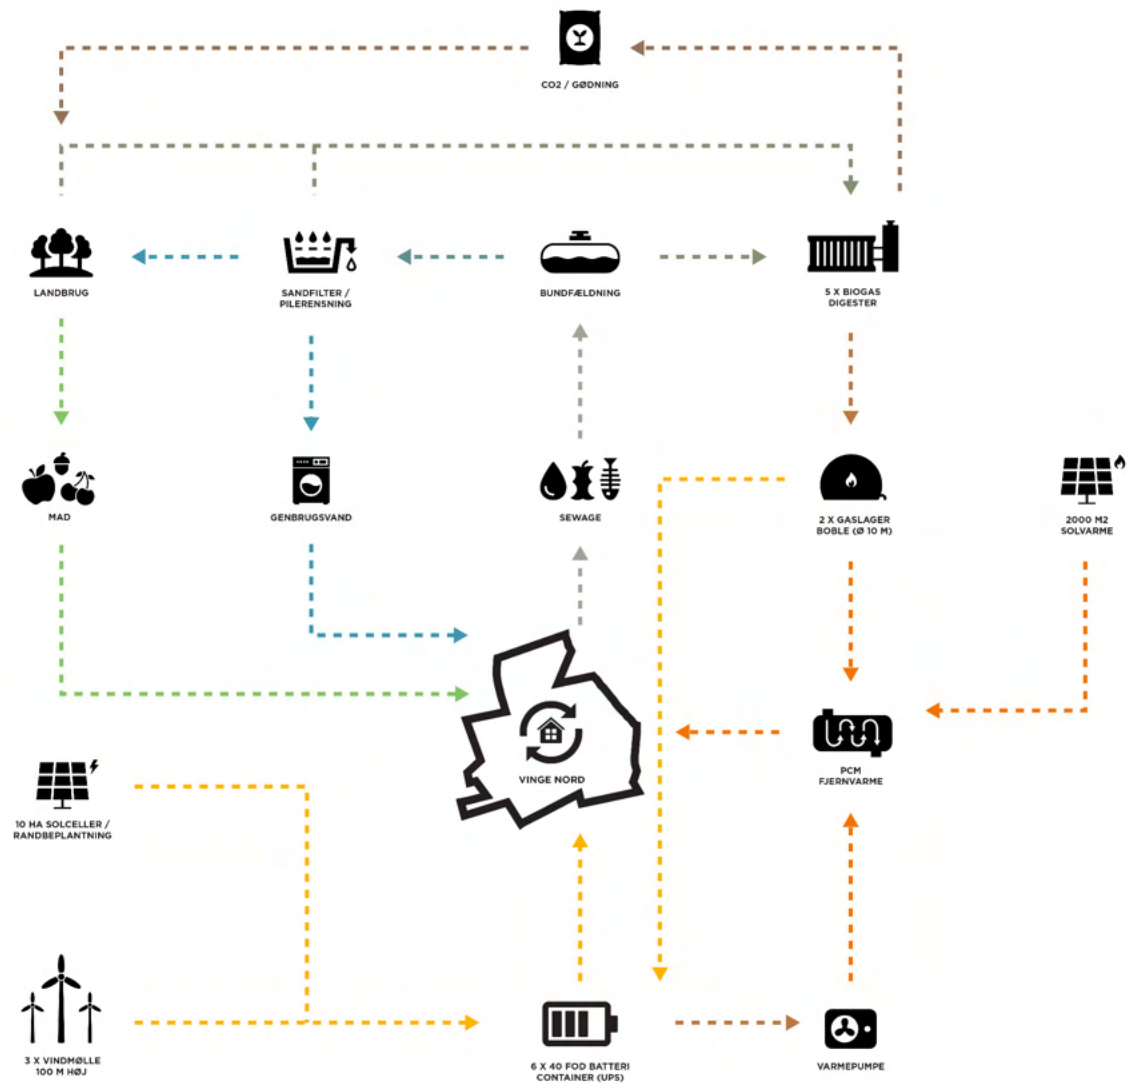 CO2 / GØDNING
LANDBRUG
SANDFILTER /
PILERENSNING
BUNDFÆLDNING
5 X BIOGAS
DIGESTER
MAD
GENBRUGSVAND
SEWAGE
2 X GASLAGER
BOBLE (Ø 10 M)
2000 M2
SOLVARME
VINGE NORD
PCM
FJERNVARME
10 HA SOLCELLER /
RANDBEPLANTNING
3 X VINDMØLLE
100 M HØJ
6 X 40 FOD BATTERI
CONTAINER (UPS)
VARMEPUMPE